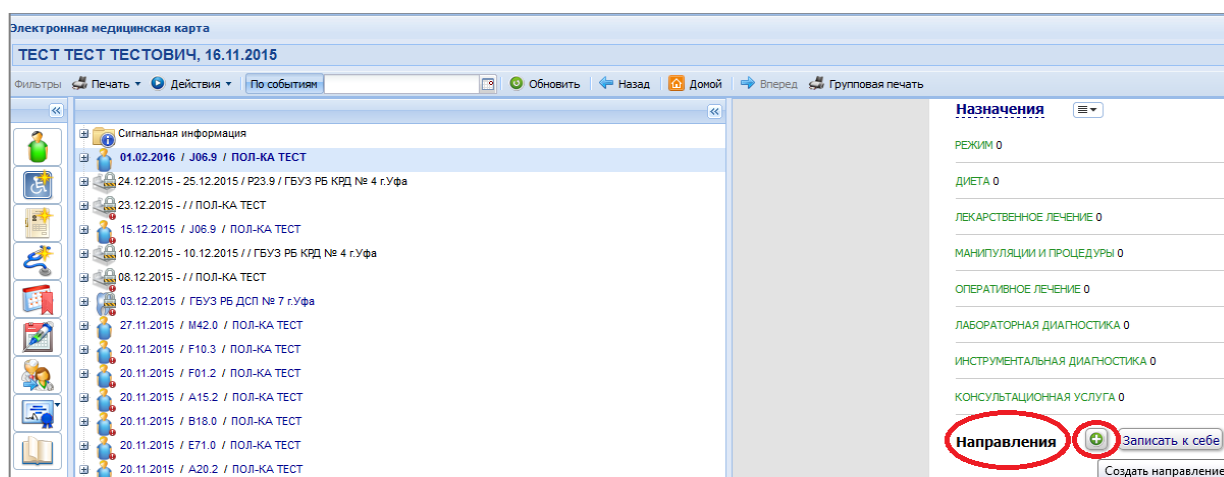 Электронная медицинская карта
ТЕСТ ТЕСТ ТЕСТОВИЧ, 16.11.2015
Фильтры Печать Действия По событиям Обновить Назад Домой Вперед Групповая печать
Сигнальная информация
01.02.2016 / J06.9 / ПОЛ-КА ТЕСТ
24.12.2015 - 25.12.2015 / P23.9 / ГБУЗ РБ КРД № 4 г.Уфа
23.12.2015 - / / ПОЛ-КА ТЕСТ
15.12.2015 / J06.9 / ПОЛ-КА ТЕСТ
10.12.2015 - 10.12.2015 / / ГБУЗ РБ КРД № 4 г.Уфа
08.12.2015 - / / ПОЛ-КА ТЕСТ
03.12.2015 / ГБУЗ РБ ДСП № 7 г.Уфа
27.11.2015 / M42.0 / ПОЛ-КА ТЕСТ
20.11.2015 / F10.3 / ПОЛ-КА ТЕСТ
20.11.2015 / F01.2 / ПОЛ-КА ТЕСТ
20.11.2015 / A15.2 / ПОЛ-КА ТЕСТ
20.11.2015 / B18.0 / ПОЛ-КА ТЕСТ
20.11.2015 / E71.0 / ПОЛ-КА ТЕСТ
20.11.2015 / A20.2 / ПОЛ-КА ТЕСТ
Назначения
РЕЖИМ 0
ДИЕТА 0
ЛЕКАРСТВЕННОЕ ЛЕЧЕНИЕ 0
МАНИПУЛЯЦИИ И ПРОЦЕДУРЫ 0
ОПЕРАТИВНОЕ ЛЕЧЕНИЕ 0
ЛАБОРАТОРНАЯ ДИАГНОСТИКА 0
ИНСТРУМЕНТАЛЬНАЯ ДИАГНОСТИКА 0
КОНСУЛЬТАЦИОННАЯ УСЛУГА 0
Направления Записать к себе
Создать направление